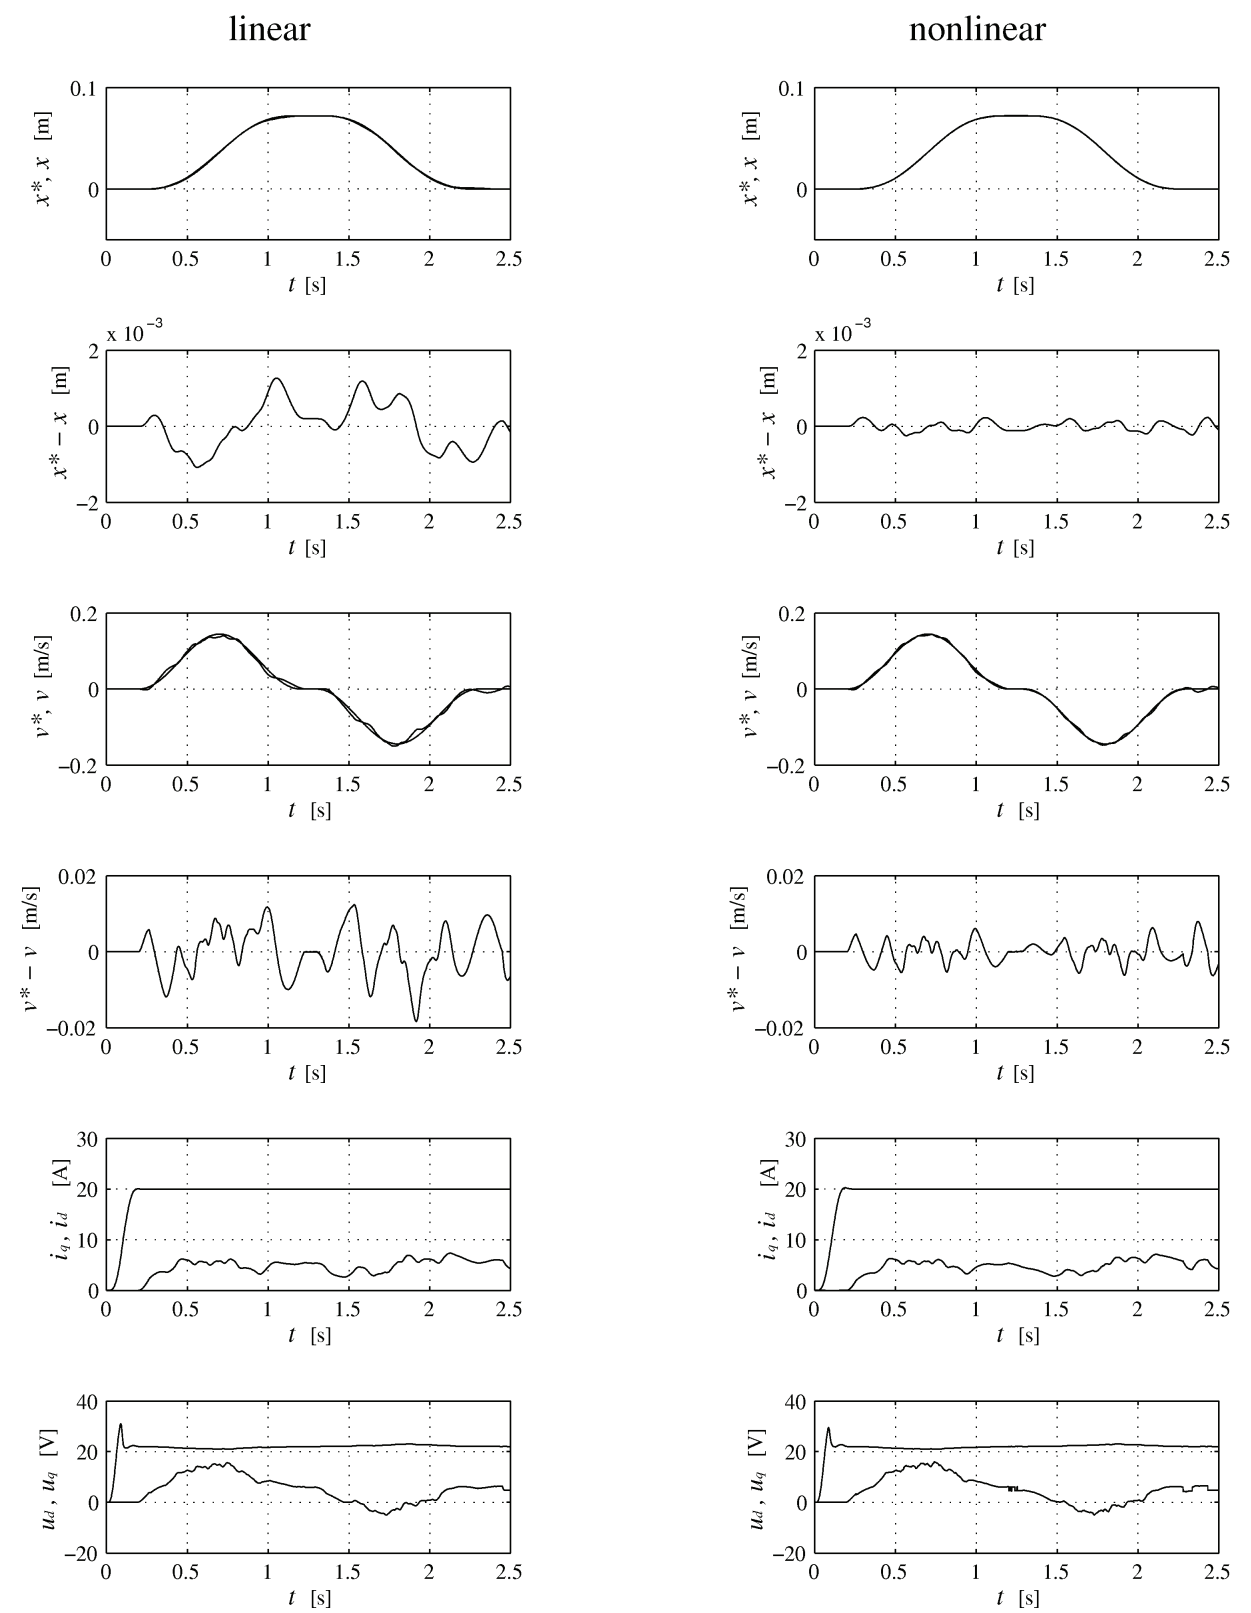 linear nonlinear
0.1 0.1
x*, x [m] x*, x [m]
0 0
0 0.5 1 1.5 2 2.5 0 0.5 1 1.5 2 2.5
t [s] t [s]
x 10⁻³ x 10⁻³
2 2
x* − x [m] x* − x [m]
0 0
−2 −2
0 0.5 1 1.5 2 2.5 0 0.5 1 1.5 2 2.5
t [s] t [s]
0.2 0.2
v*, v [m/s] v*, v [m/s]
0 0
−0.2 −0.2
0 0.5 1 1.5 2 2.5 0 0.5 1 1.5 2 2.5
t [s] t [s]
0.02 0.02
v* − v [m/s] v* − v [m/s]
0 0
−0.02 −0.02
0 0.5 1 1.5 2 2.5 0 0.5 1 1.5 2 2.5
t [s] t [s]
30 30
20 20
i_q, i_d [A] i_q, i_d [A]
10 10
0 0
0 0.5 1 1.5 2 2.5 0 0.5 1 1.5 2 2.5
t [s] t [s]
40 40
20 20
u_d, u_q [V] u_d, u_q [V]
0 0
−20 −20
0 0.5 1 1.5 2 2.5 0 0.5 1 1.5 2 2.5
t [s] t [s]